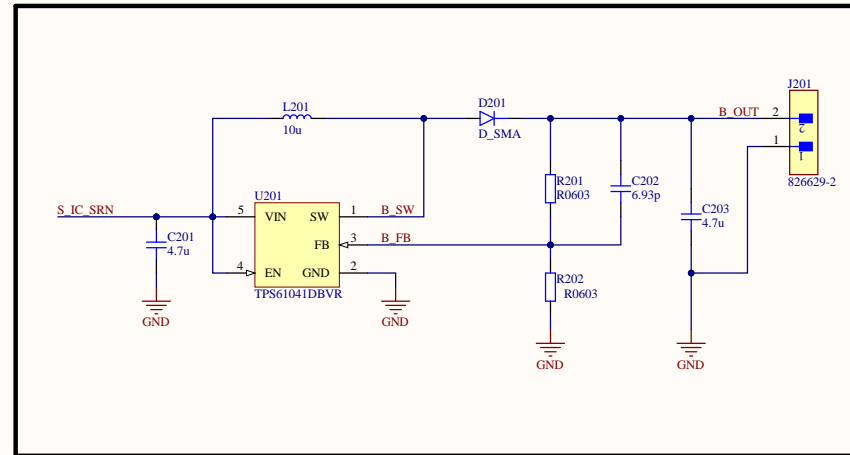 J201
L201
D201
B_OUT
2
2
10u
D_SMA
1
1
R201
R0603
C202
6.93p
826629-2
U201
S_IC_SRN
5
VIN
SW
1
B_SW
C203
4.7u
C201
4.7u
FB
3
B_FB
4
EN
GND
2
R202
R0603
TPS61041DBVR
GND
GND
GND
GND